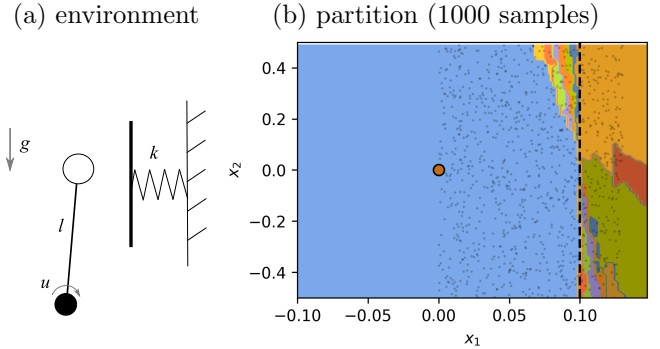 (a) environment
(b) partition (1000 samples)
g
k
l
u
x₂
0.4
0.2
0.0
−0.2
−0.4
−0.10
−0.05
0.00
0.05
0.10
x₁